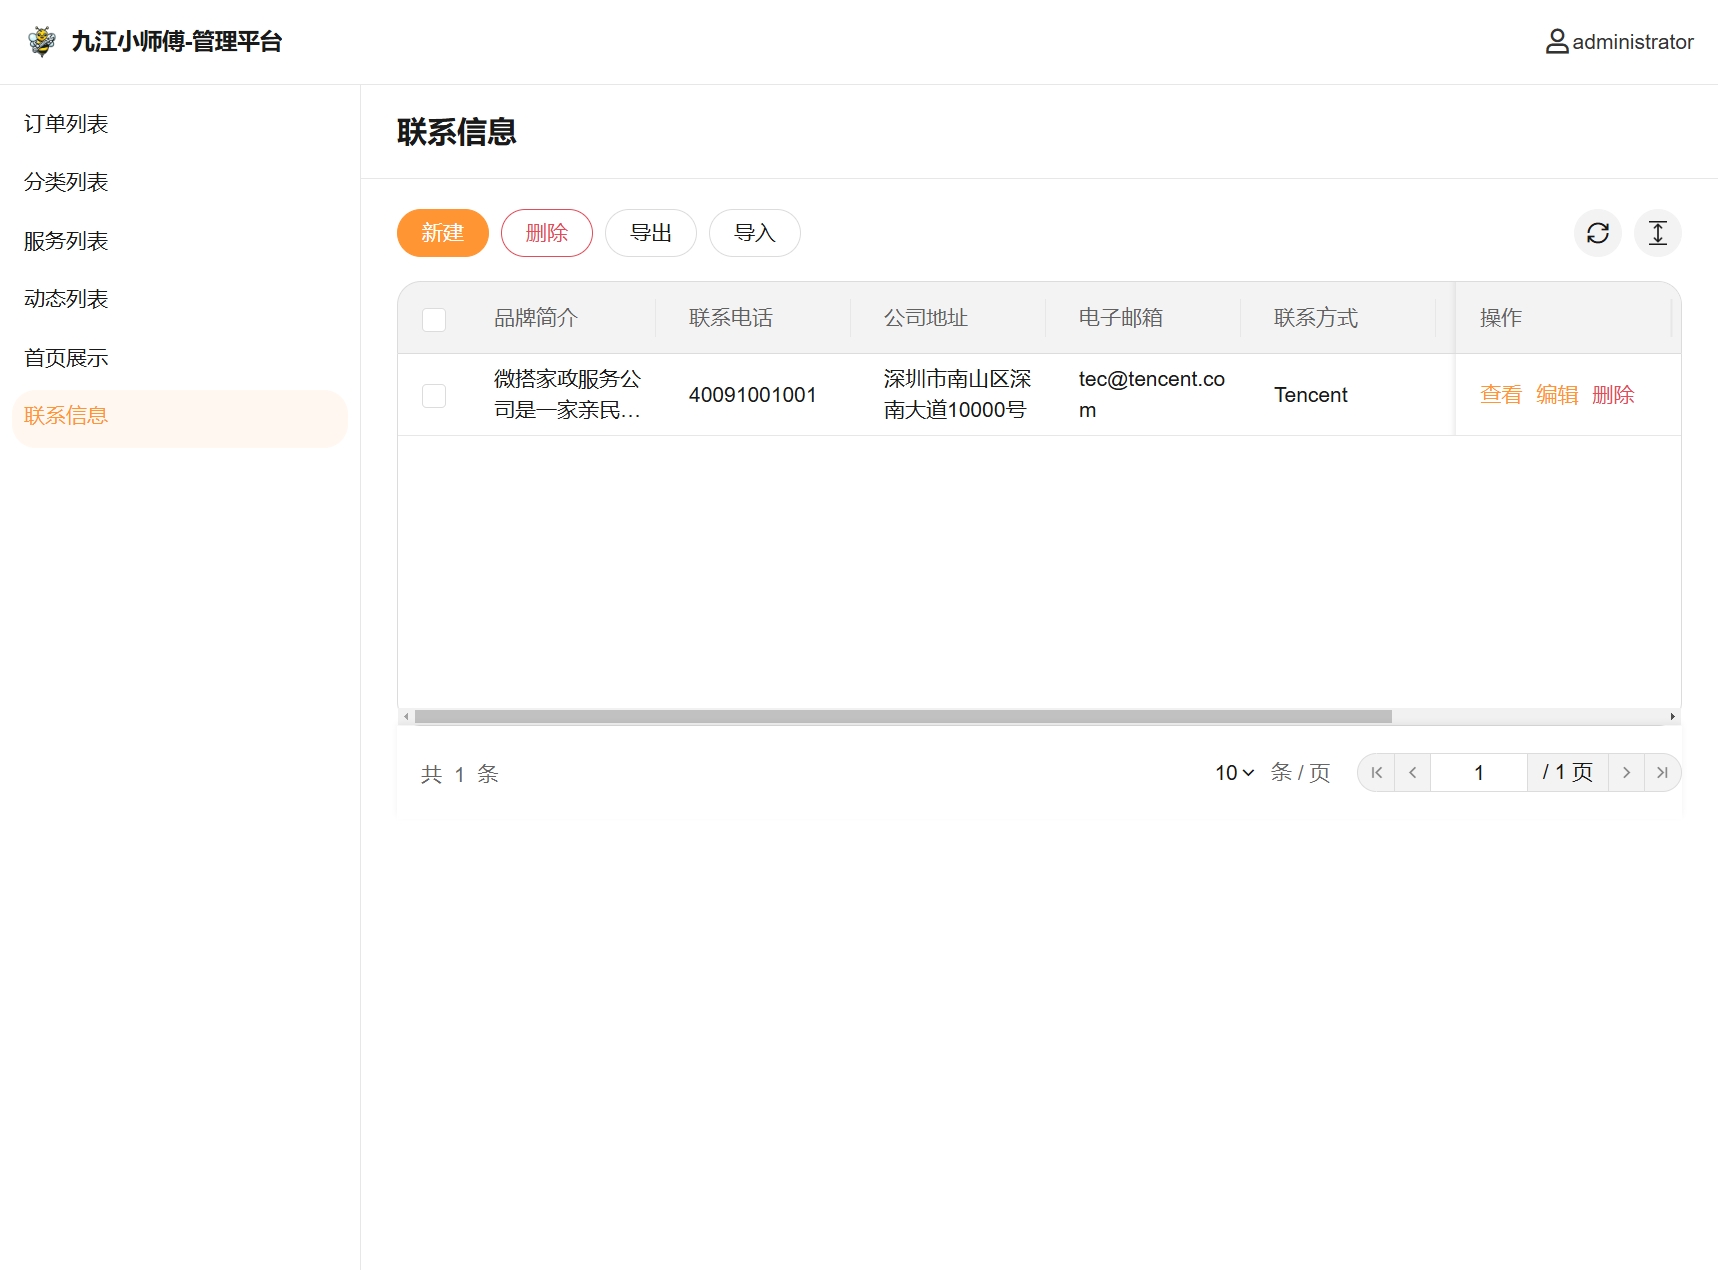 九江小师傅-管理平台
administrator
订单列表
分类列表
服务列表
动态列表
首页展示
联系信息
联系信息
新建 删除 导出 导入
品牌简介 联系电话 公司地址 电子邮箱 联系方式 操作
微搭家政服务公
司是一家亲民...
40091001001
深圳市南山区深
南大道10000号
tec@tencent.co
m
Tencent
查看 编辑 删除
共 1 条
10 条 / 页
1 / 1 页